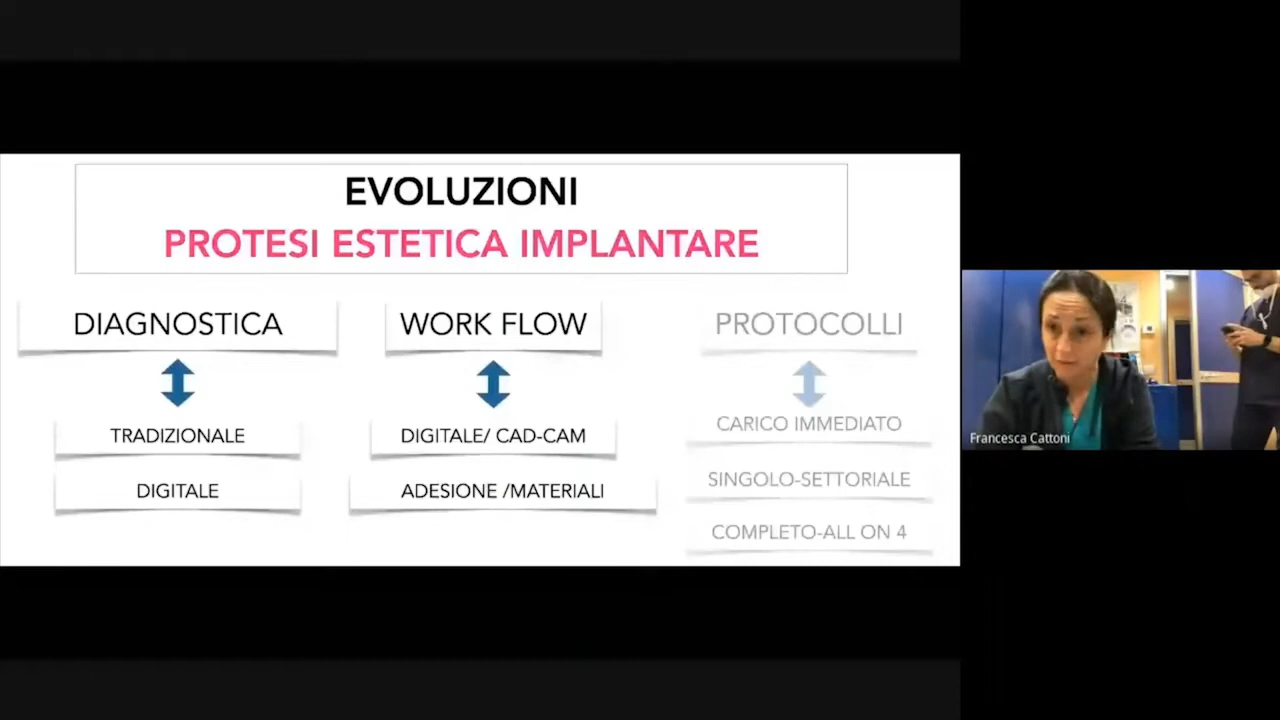 EVOLUZIONI
PROTESI ESTETICA IMPLANTARE
DIAGNOSTICA
TRADIZIONALE
DIGITALE
WORK FLOW
DIGITALE/ CAD-CAM
ADESIONE /MATERIALI
PROTOCOLLI
CARICO IMMEDIATO
SINGOLO-SETTORIALE
COMPLETO-ALL ON 4
Francesca Cattoni